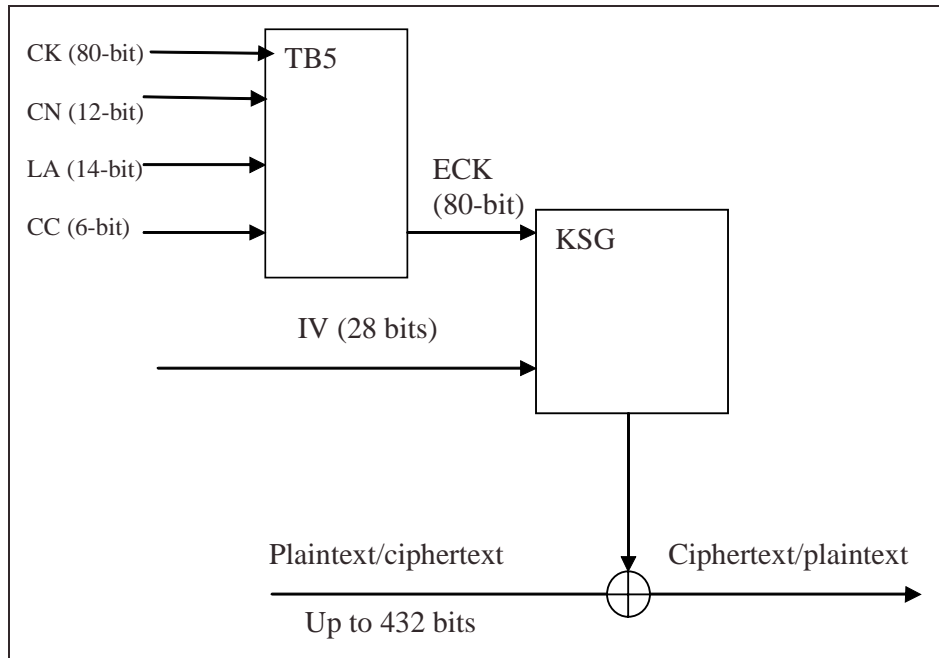 CK (80-bit)
TB5
CN (12-bit)
LA (14-bit)
CC (6-bit)
ECK
(80-bit)
KSG
IV (28 bits)
Plaintext/ciphertext
Ciphertext/plaintext
Up to 432 bits